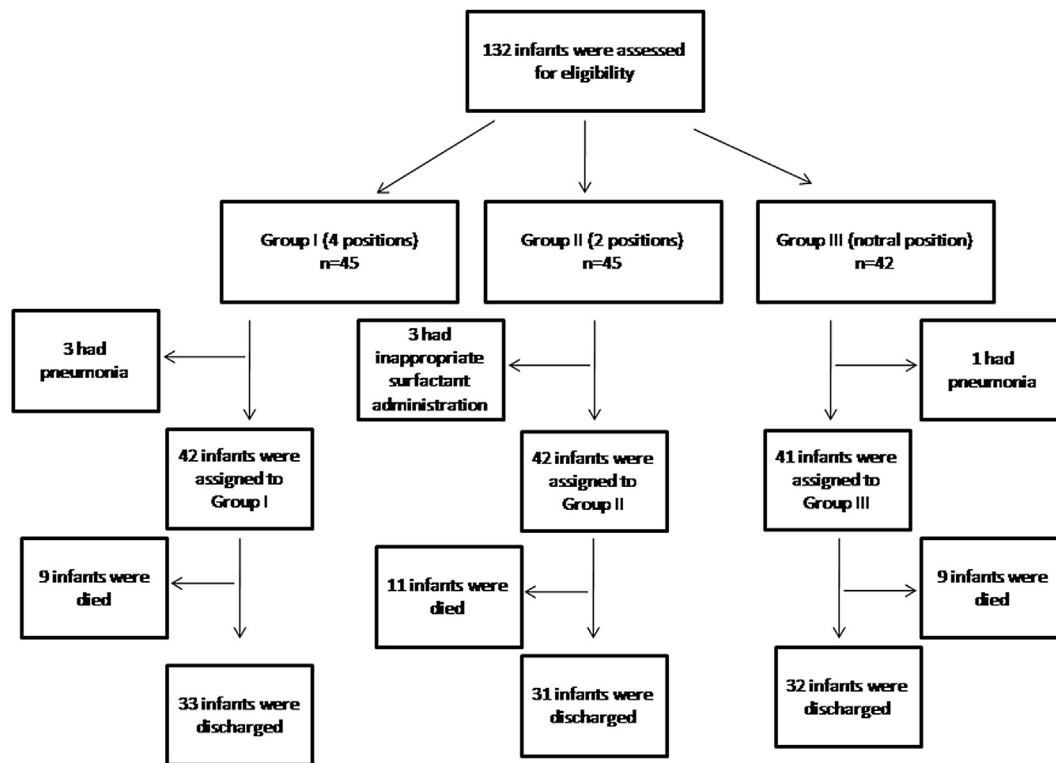 132 infants were assessed
for eligibility
Group I (4 positions)
n=45
Group II (2 positions)
n=45
Group III (notral position)
n=42
3 had
pneumonia
3 had
inappropriate
surfactant
administration
1 had
pneumonia
42 infants were
assigned to
Group I
42 infants were
assigned to
Group II
41 infants were
assigned to
Group III
9 infants were
died
11 infants were
died
9 infants were
died
33 infants were
discharged
31 infants were
discharged
32 infants were
discharged